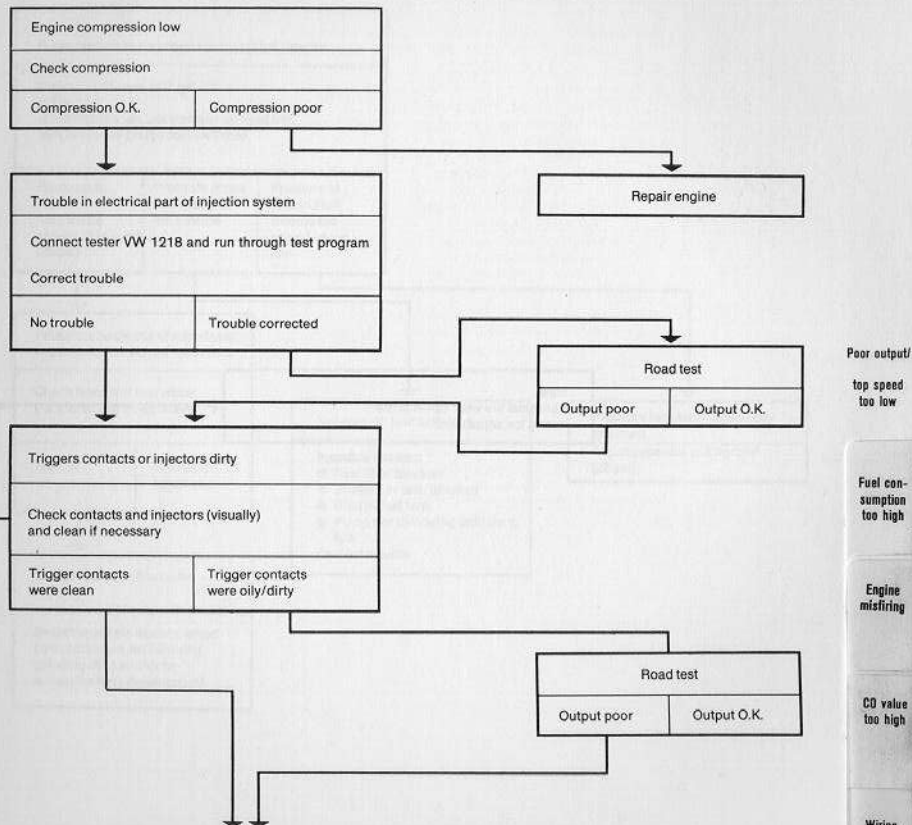 Engine compression low
Check compression
Compression O.K.
Compression poor
Trouble in electrical part of injection system
Connect tester VW 1218 and run through test program
Correct trouble
No trouble
Trouble corrected
Repair engine
Road test
Output poor
Output O.K.
Triggers contacts or injectors dirty
Check contacts and injectors (visually)
and clean if necessary
Trigger contacts
were clean
Trigger contacts
were oily/dirty
Road test
Output poor
Output O.K.
Poor output/
top speed
too low
Fuel con-
sumption
too high
Engine
misfiring
CO value
too high
Wiring